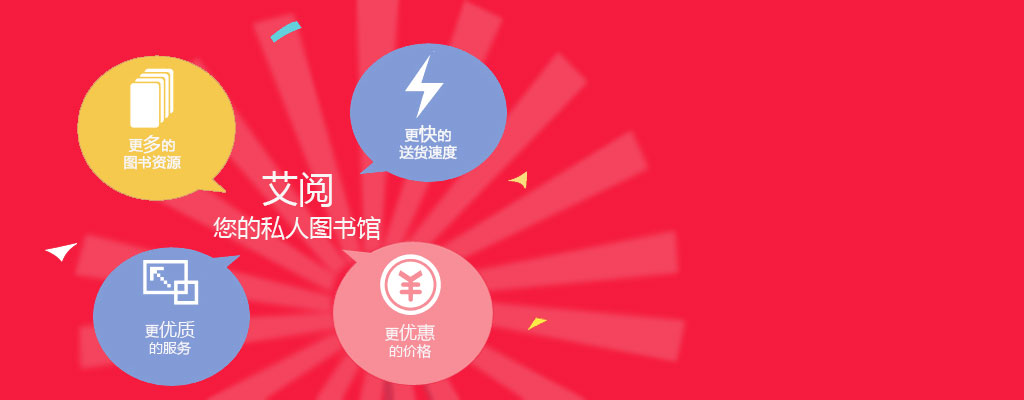 更多的
图书资源
更快的
送货速度
艾阅
您的私人图书馆
更优质
的服务
更优惠
的价格